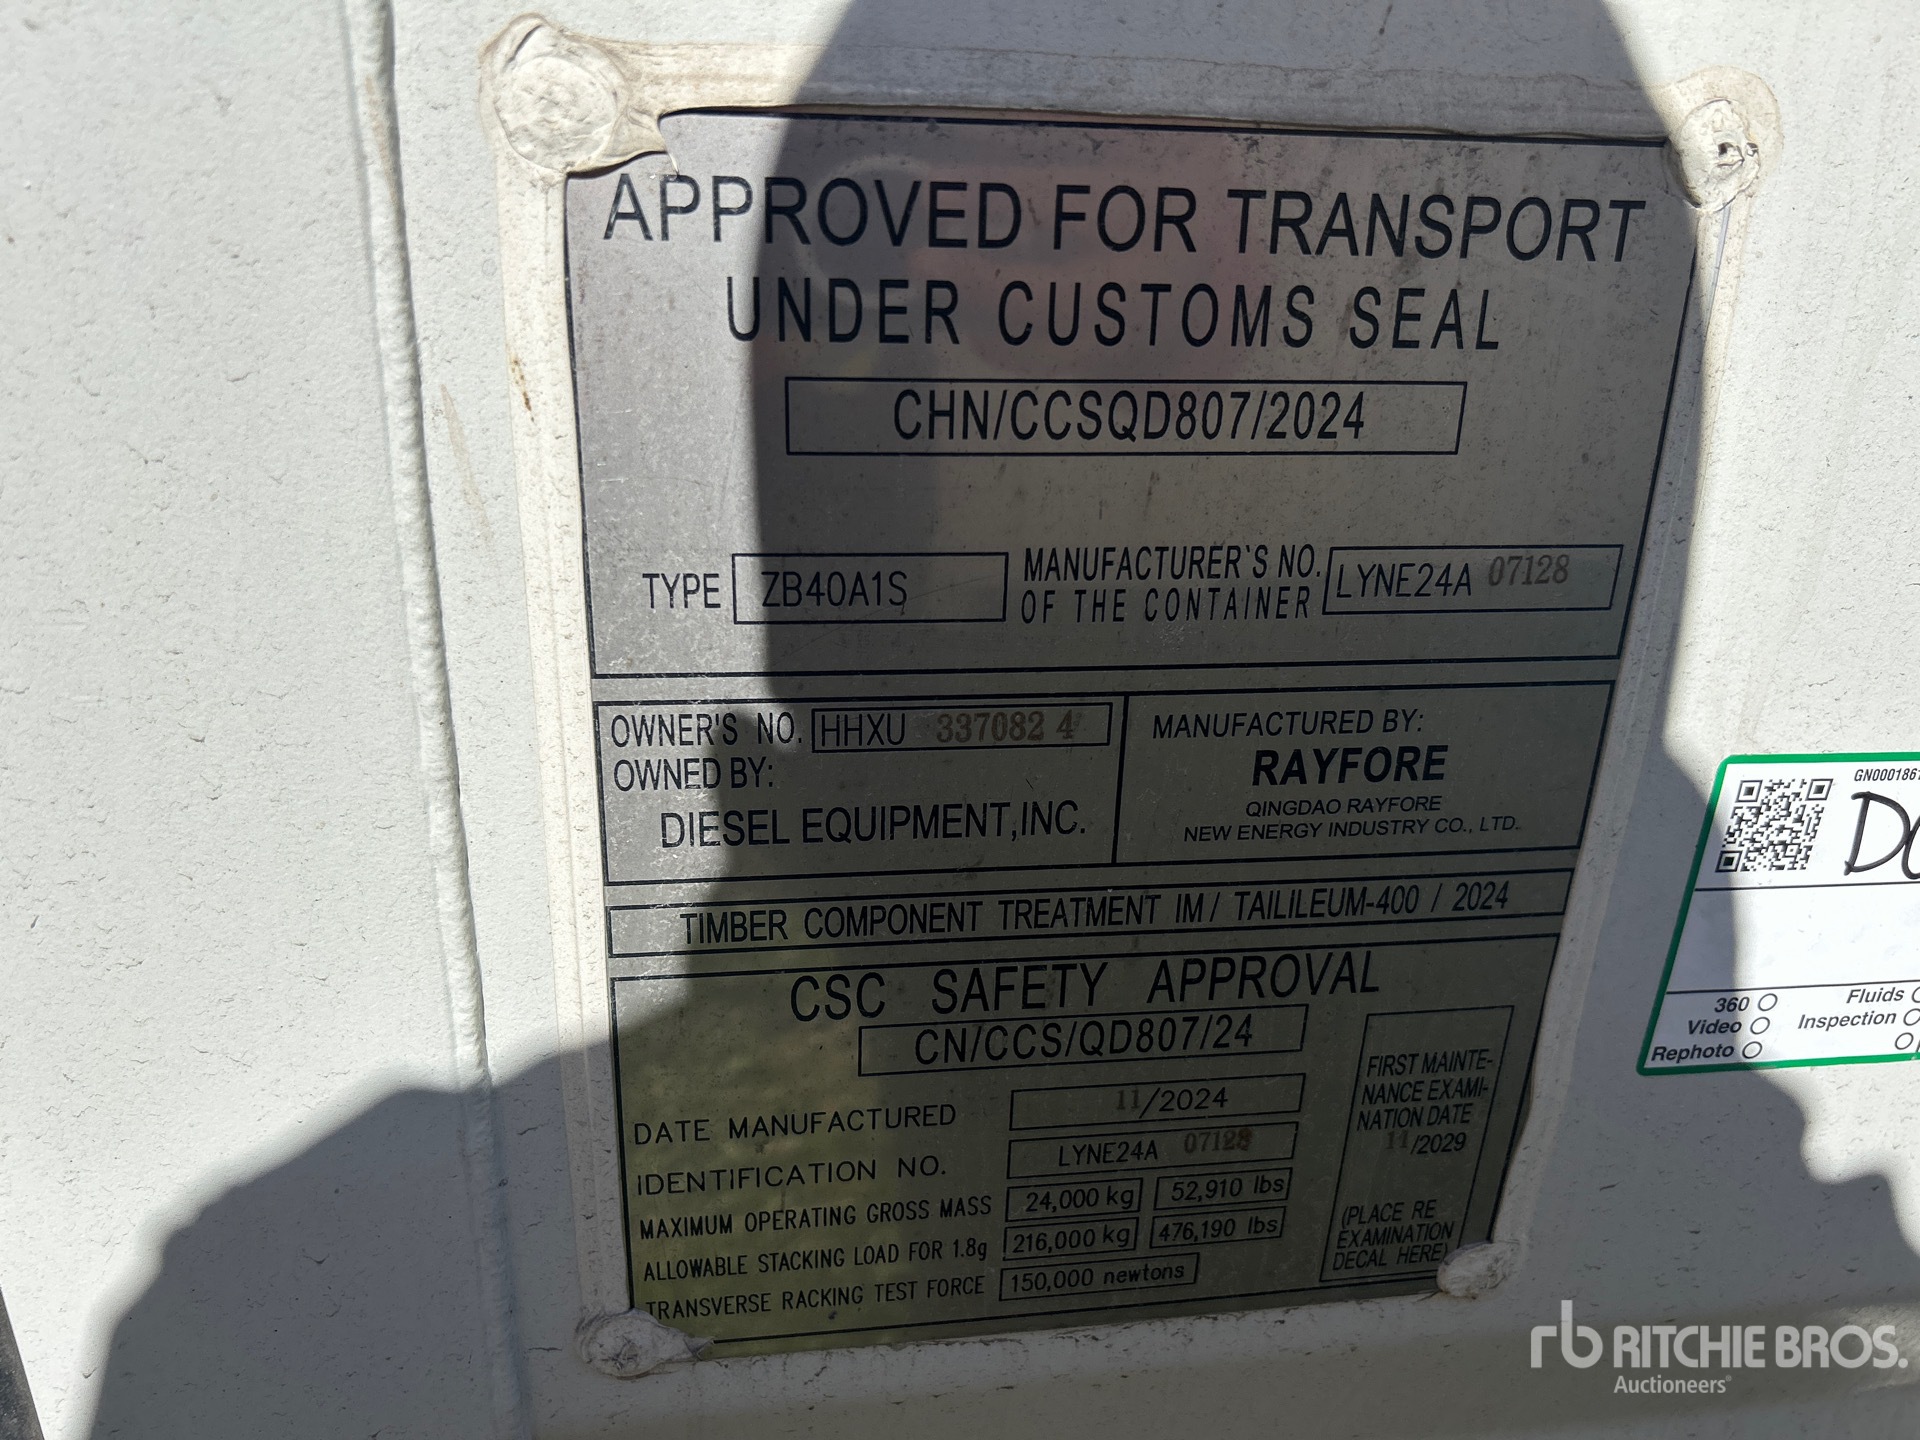 APPROVED FOR TRANSPORT
UNDER CUSTOMS SEAL
CHN/CCSQD807/2024
TYPE ZB40A1S
MANUFACTURER'S NO.
OF THE CONTAINER
LYNE24A 07128
OWNER'S NO. HHXU 337082 4
OWNED BY:
DIESEL EQUIPMENT,INC.
MANUFACTURED BY:
RAYFORE
QINGDAO RAYFORE
NEW ENERGY INDUSTRY CO., LTD.
TIMBER COMPONENT TREATMENT IM / TAILILEUM-400 / 2024
CSC SAFETY APPROVAL
CN/CCS/QD807/24
DATE MANUFACTURED 11/2024
IDENTIFICATION NO. LYNE24A 07128
MAXIMUM OPERATING GROSS MASS 24,000 kg 52,910 lbs
ALLOWABLE STACKING LOAD FOR 1.8g 216,000 kg 476,190 lbs
TRANSVERSE RACKING TEST FORCE 150,000 newtons
FIRST MAINTE-
NANCE EXAMI-
NATION DATE
11/2029
(PLACE RE
EXAMINATION
DECAL HERE)
GN0001861
360
Video
Rephoto
Fluids
Inspection
rb RITCHIE BROS.
Auctioneers